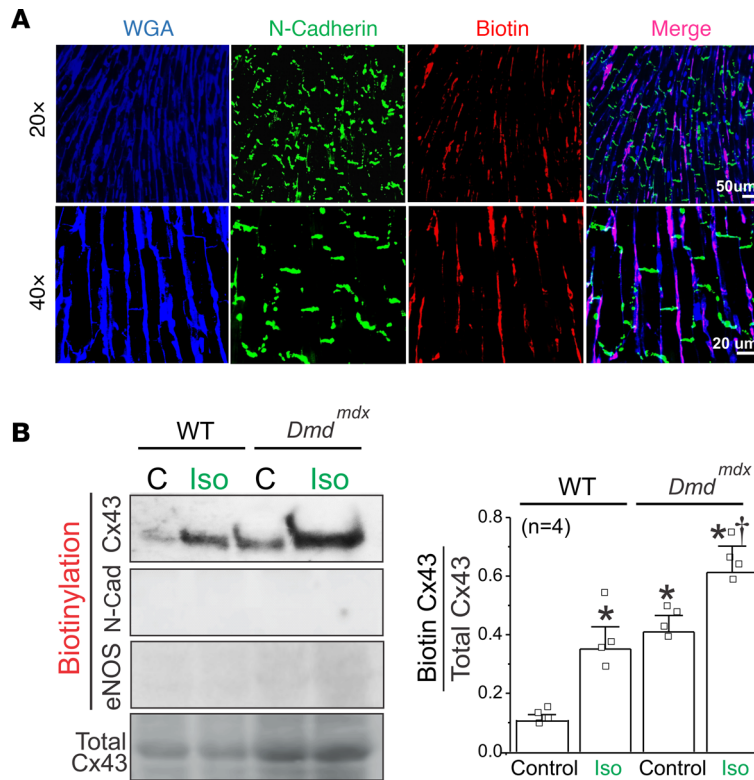 A
WGA N-Cadherin Biotin Merge
20×
50um
40×
20 um
B
WT Dmd mdx
C Iso C Iso
Biotinylation
Cx43
N-Cad
eNOS
Total
Cx43
WT Dmd mdx
(n=4)
Biotin Cx43
Total Cx43
0.8
0.6
0.4
0.2
0.0
* * *†
Control Iso Control Iso